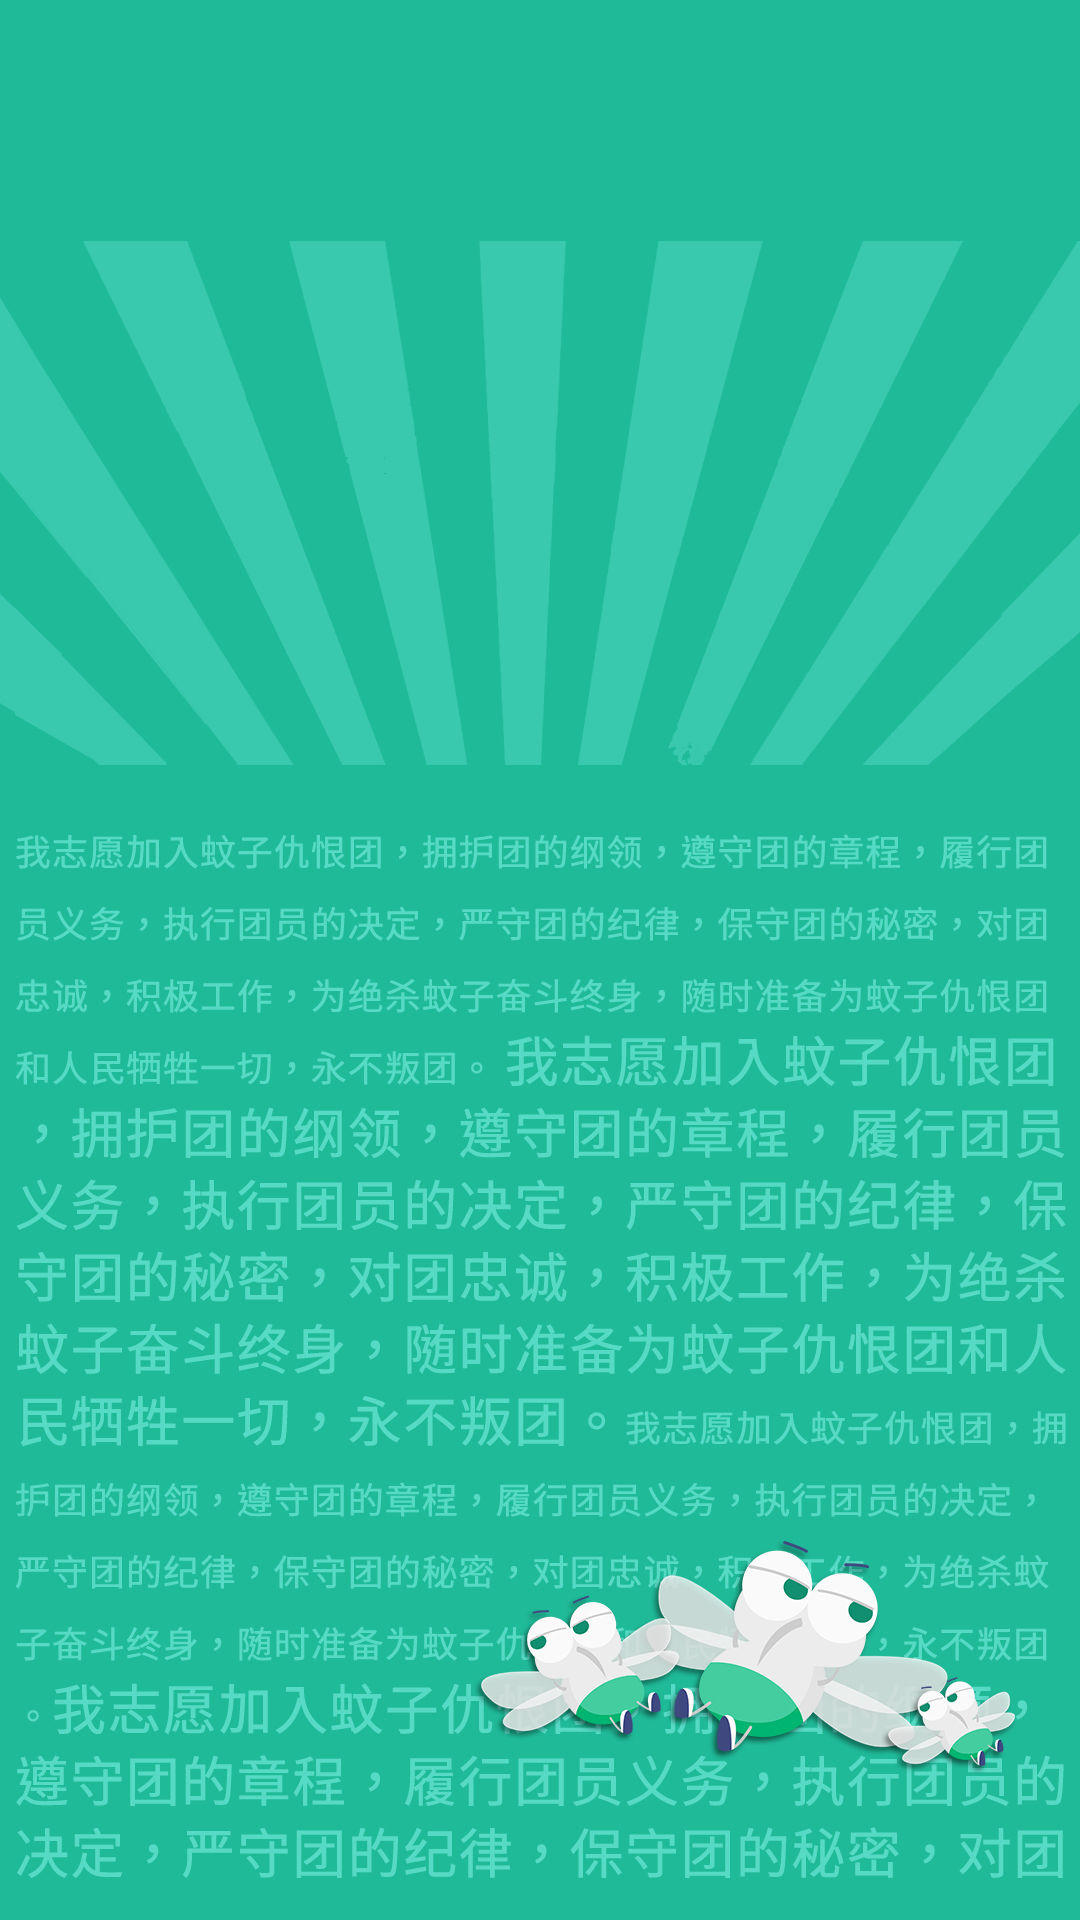 我志愿加入蚊子仇恨团，拥护团的纲领，遵守团的章程，履行团
员义务，执行团员的决定，严守团的纪律，保守团的秘密，对团
忠诚，积极工作，为绝杀蚊子奋斗终身，随时准备为蚊子仇恨团
和人民牺牲一切，永不叛团。我志愿加入蚊子仇恨团
，拥护团的纲领，遵守团的章程，履行团员
义务，执行团员的决定，严守团的纪律，保
守团的秘密，对团忠诚，积极工作，为绝杀
蚊子奋斗终身，随时准备为蚊子仇恨团和人
民牺牲一切，永不叛团。我志愿加入蚊子仇恨团，拥
护团的纲领，遵守团的章程，履行团员义务，执行团员的决定，
严守团的纪律，保守团的秘密，对团忠诚，积工作，为绝杀蚊
子奋斗终身，随时准备为蚊子仇和，永不叛团
。我志愿加入蚊子仇恨团拥的纲，
遵守团的章程，履行团员义务，执行团员的
决定，严守团的纪律，保守团的秘密，对团